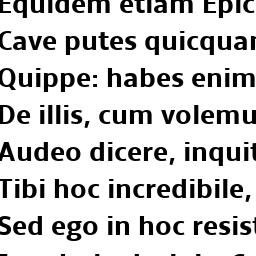 Equidem etiam Epic
Cave putes quicquan
Quippe: habes enim
De illis, cum volemu
Audeo dicere, inquit
Tibi hoc incredibile,
Sed ego in hoc resist